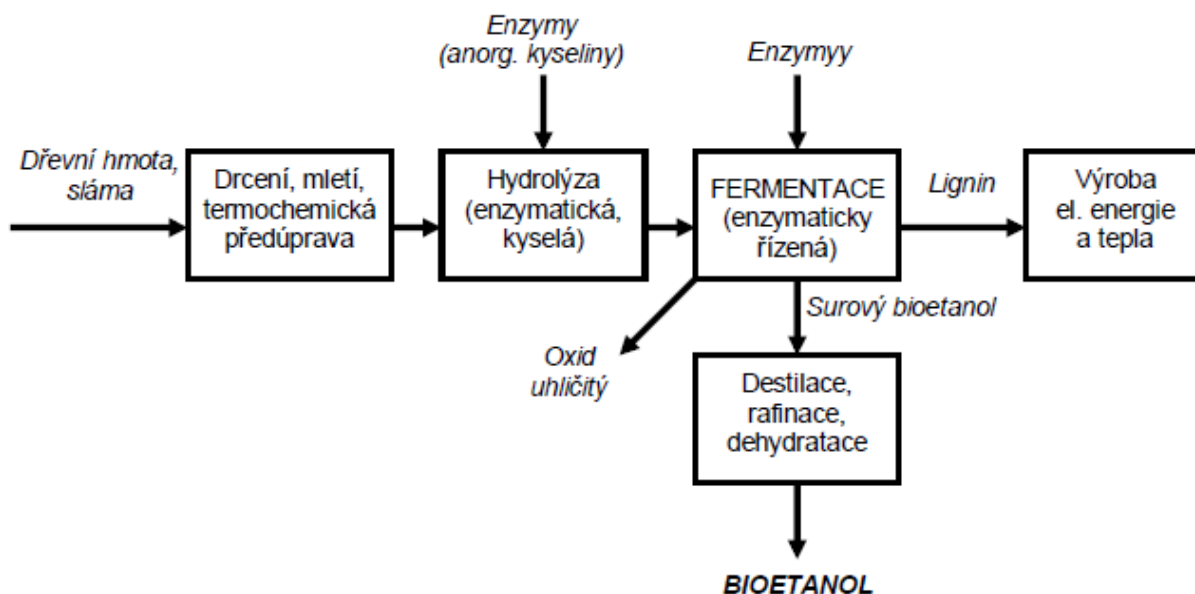 Enzymy
(anorg. kyseliny)
Enzymyy
Dřevní hmota,
sláma
Drcení, mletí,
termochemická
předúprava
Hydrolýza
(enzymatická,
kyselá)
FERMENTACE
(enzymaticky
řízená)
Lignin
Výroba
el. energie
a tepla
Surový bioetanol
Oxid
uhličitý
Destilace,
rafinace,
dehydratace
BIOETANOL